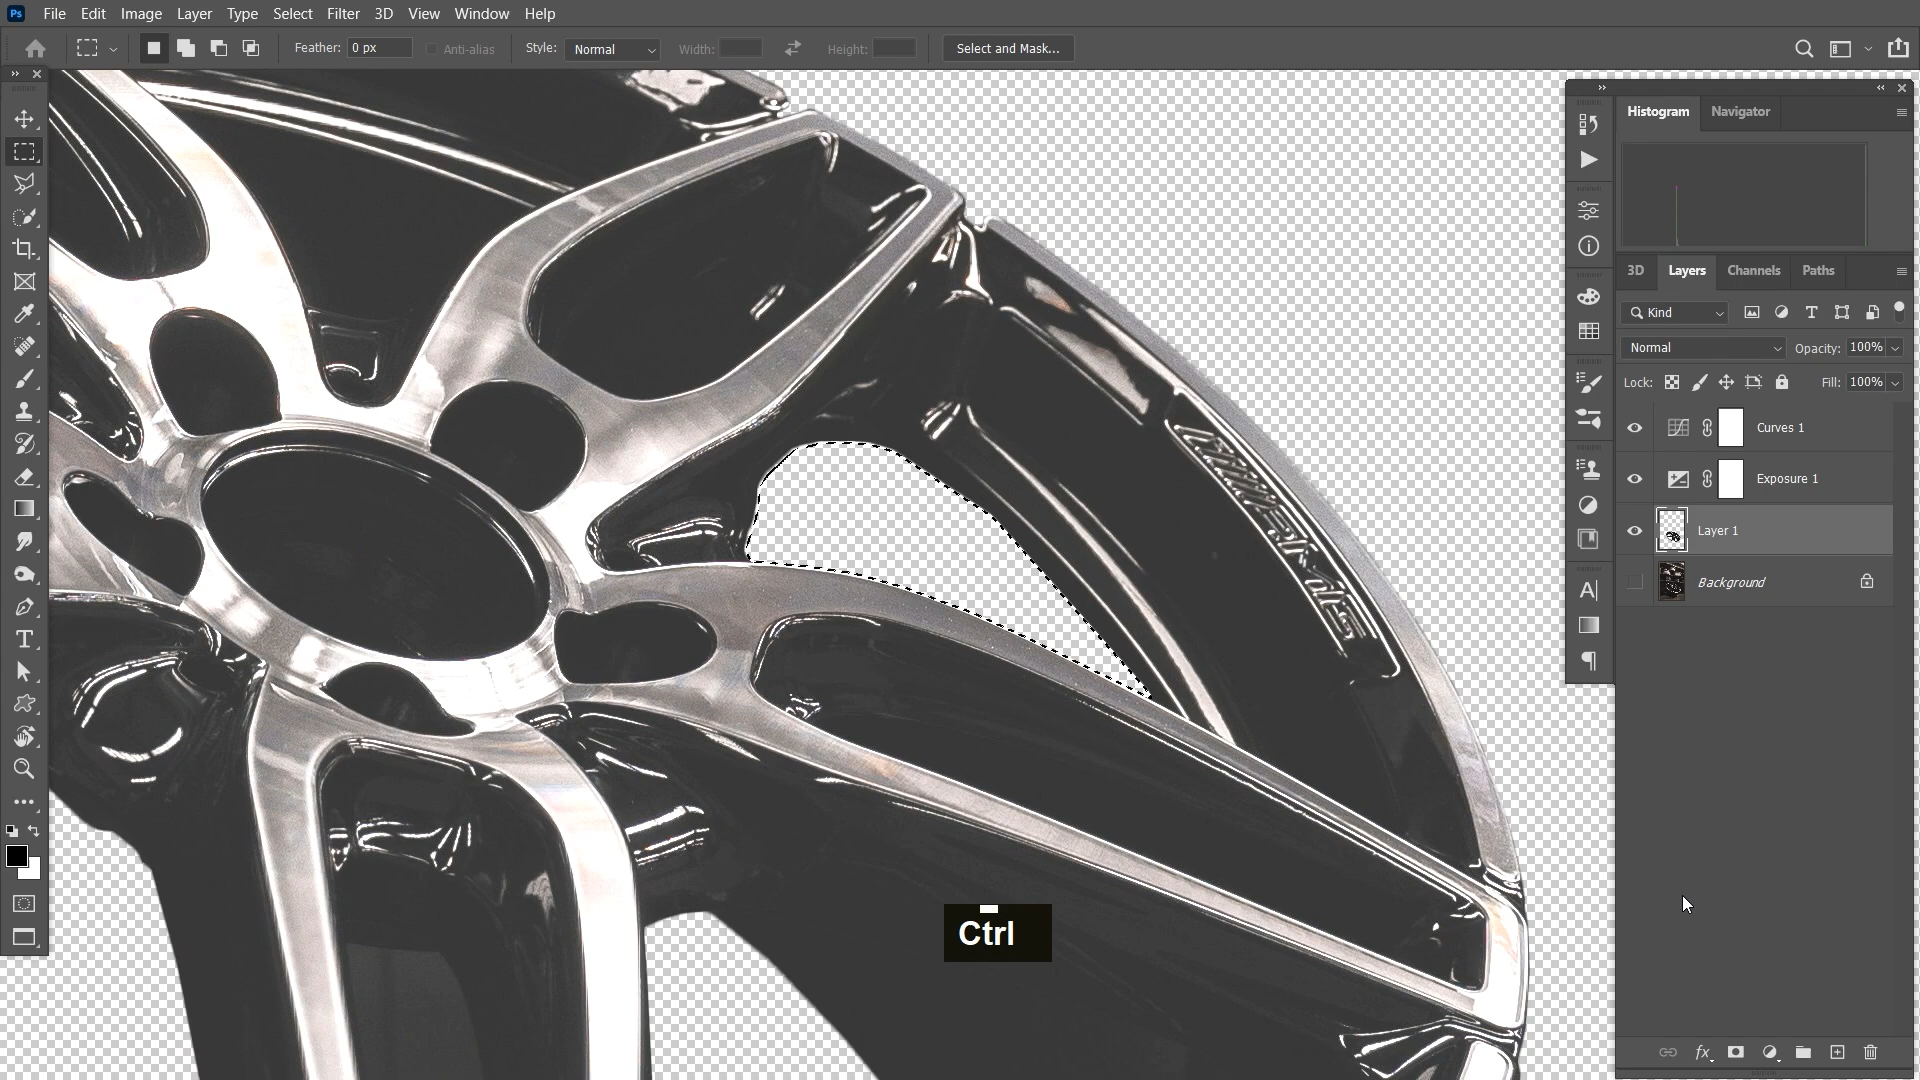 Ps File Edit Image Layer Type Select Filter 3D View Window Help
Feather: 0 px Anti-alias Style: Normal Width: Height: Select and Mask...
Histogram Navigator
3D Layers Channels Paths
Kind
Normal Opacity: 100%
Lock: Fill: 100%
Curves 1
Exposure 1
Layer 1
Background
Ctrl